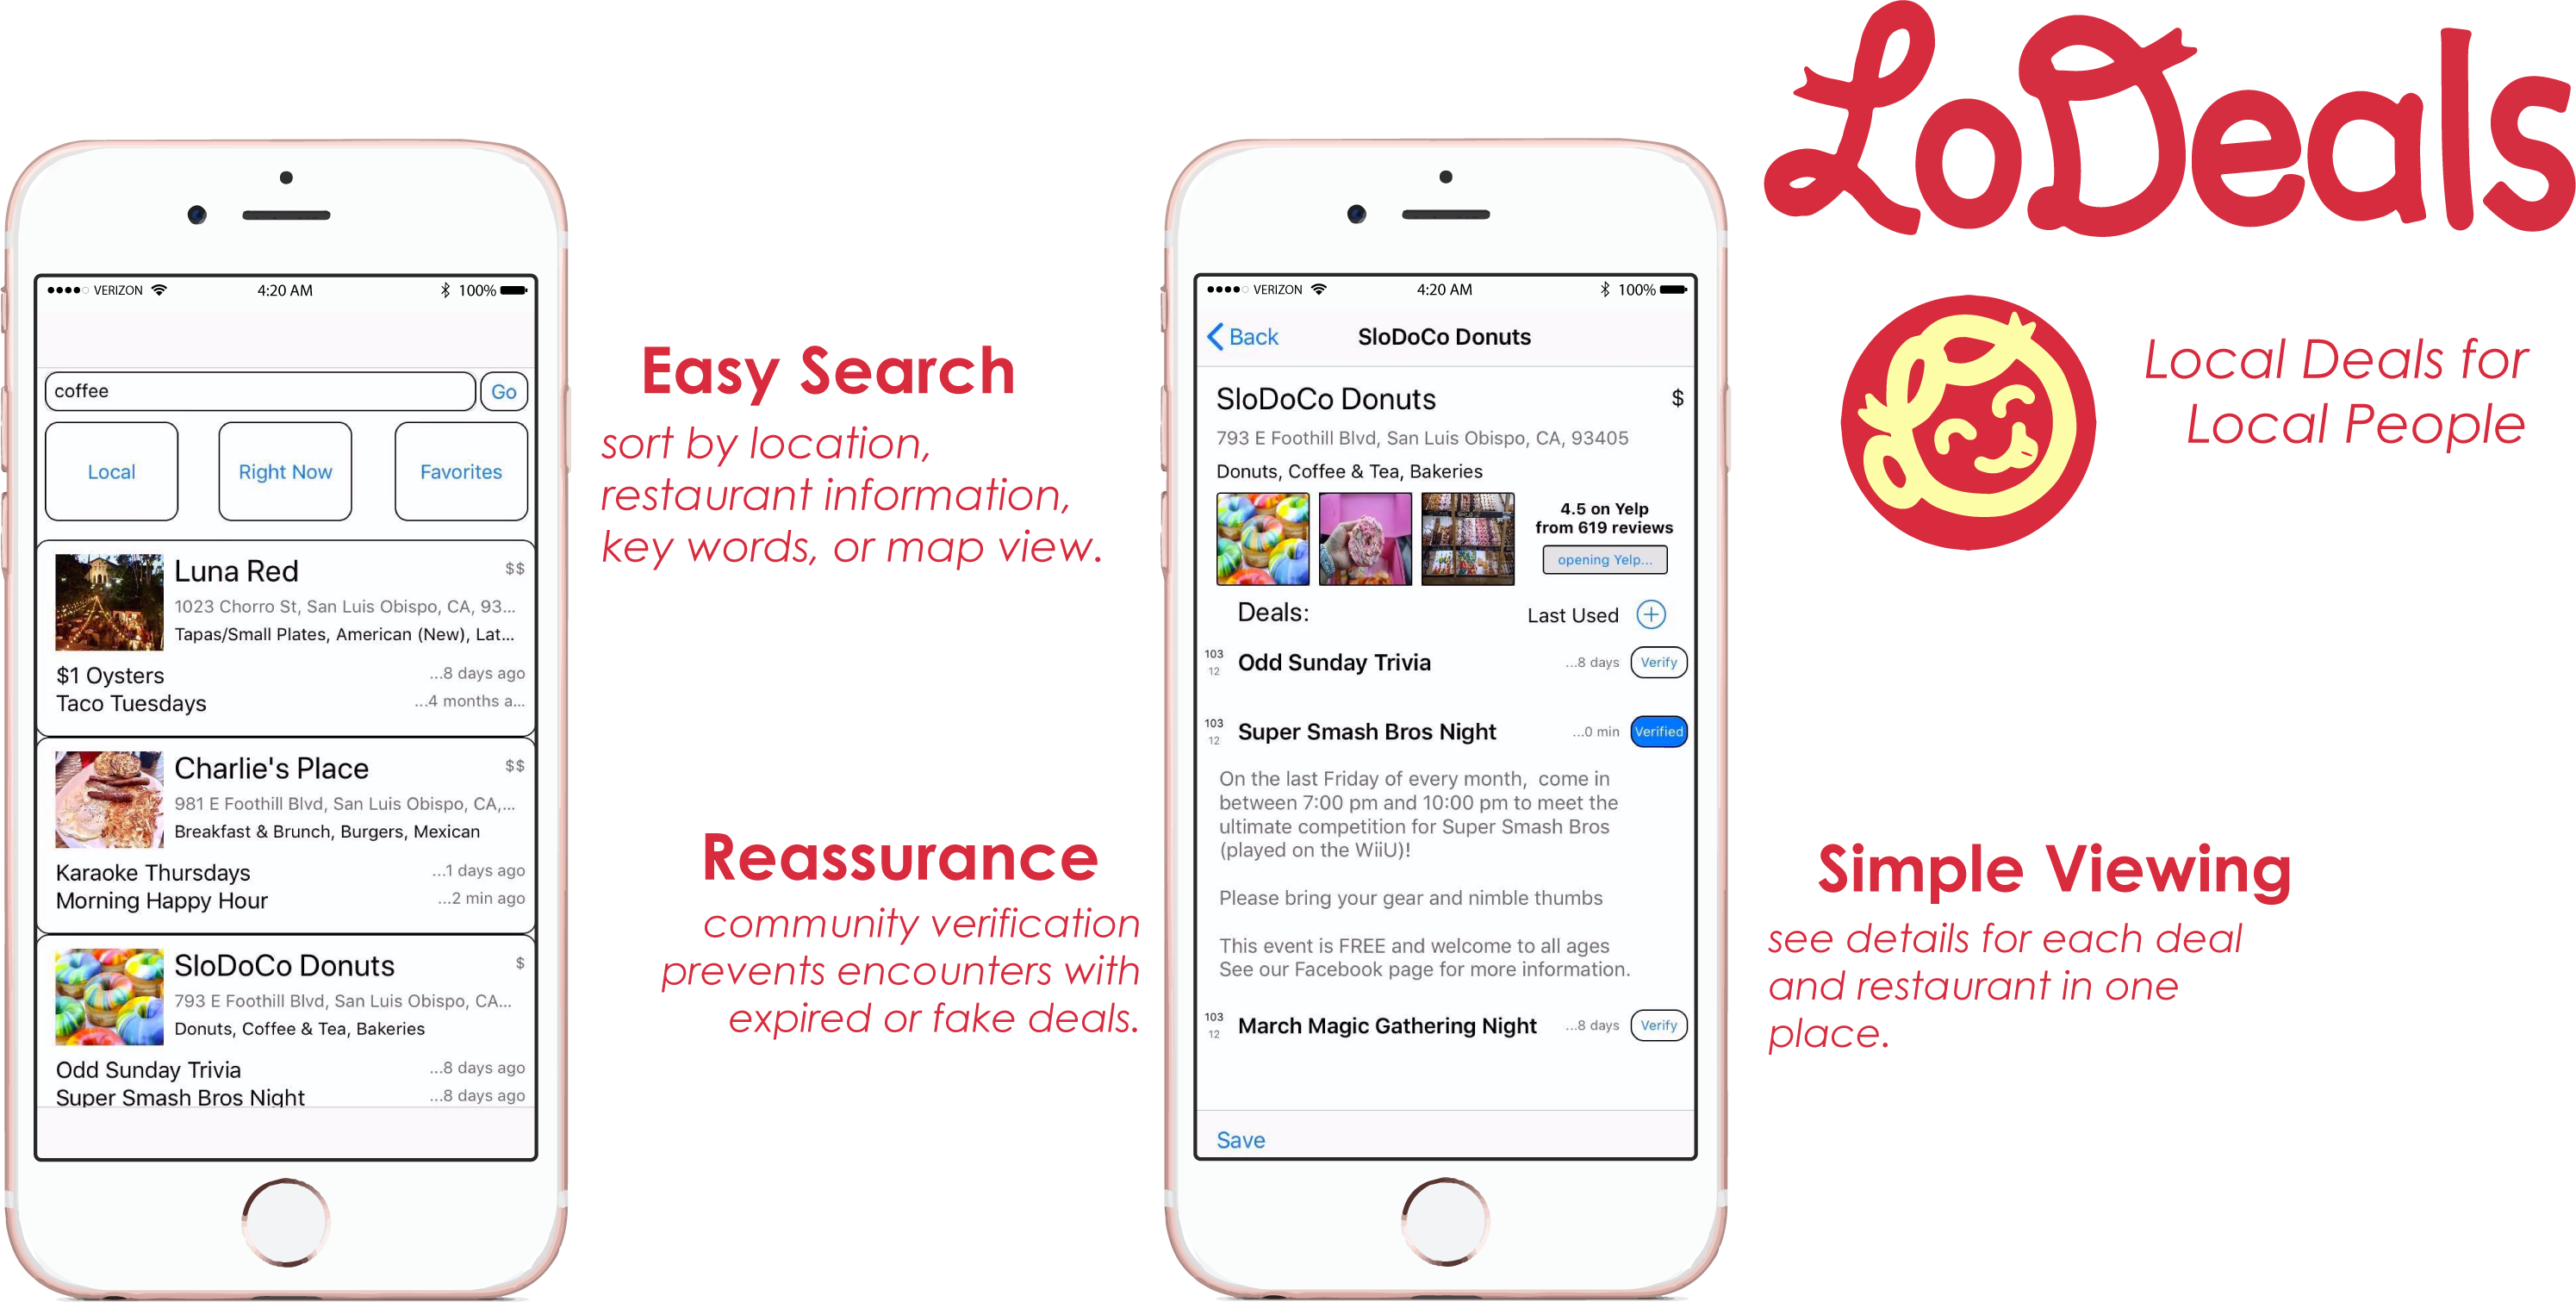 LoDeals
Local Deals for
Local People
VERIZON 4:20 AM 100%
coffee Go
Local Right Now Favorites
Luna Red $$
1023 Chorro St, San Luis Obispo, CA, 93...
Tapas/Small Plates, American (New), Lat...
$1 Oysters ...8 days ago
Taco Tuesdays ...4 months a...
Charlie's Place $$
981 E Foothill Blvd, San Luis Obispo, CA,...
Breakfast & Brunch, Burgers, Mexican
Karaoke Thursdays ...1 days ago
Morning Happy Hour ...2 min ago
SloDoCo Donuts $
793 E Foothill Blvd, San Luis Obispo, CA...
Donuts, Coffee & Tea, Bakeries
Odd Sunday Trivia ...8 days ago
Super Smash Bros Night ...8 days ago
Easy Search
sort by location,
restaurant information,
key words, or map view.
Reassurance
community verification
prevents encounters with
expired or fake deals.
VERIZON 4:20 AM 100%
Back SloDoCo Donuts
SloDoCo Donuts $
793 E Foothill Blvd, San Luis Obispo, CA, 93405
Donuts, Coffee & Tea, Bakeries
4.5 on Yelp
from 619 reviews
opening Yelp...
Deals: Last Used
103
12
Odd Sunday Trivia ...8 days Verify
103
12
Super Smash Bros Night ...0 min Verified
On the last Friday of every month,  come in
between 7:00 pm and 10:00 pm to meet the
ultimate competition for Super Smash Bros
(played on the WiiU)!
Please bring your gear and nimble thumbs
This event is FREE and welcome to all ages
See our Facebook page for more information.
103
12
March Magic Gathering Night ...8 days Verify
Save
Simple Viewing
see details for each deal
and restaurant in one
place.